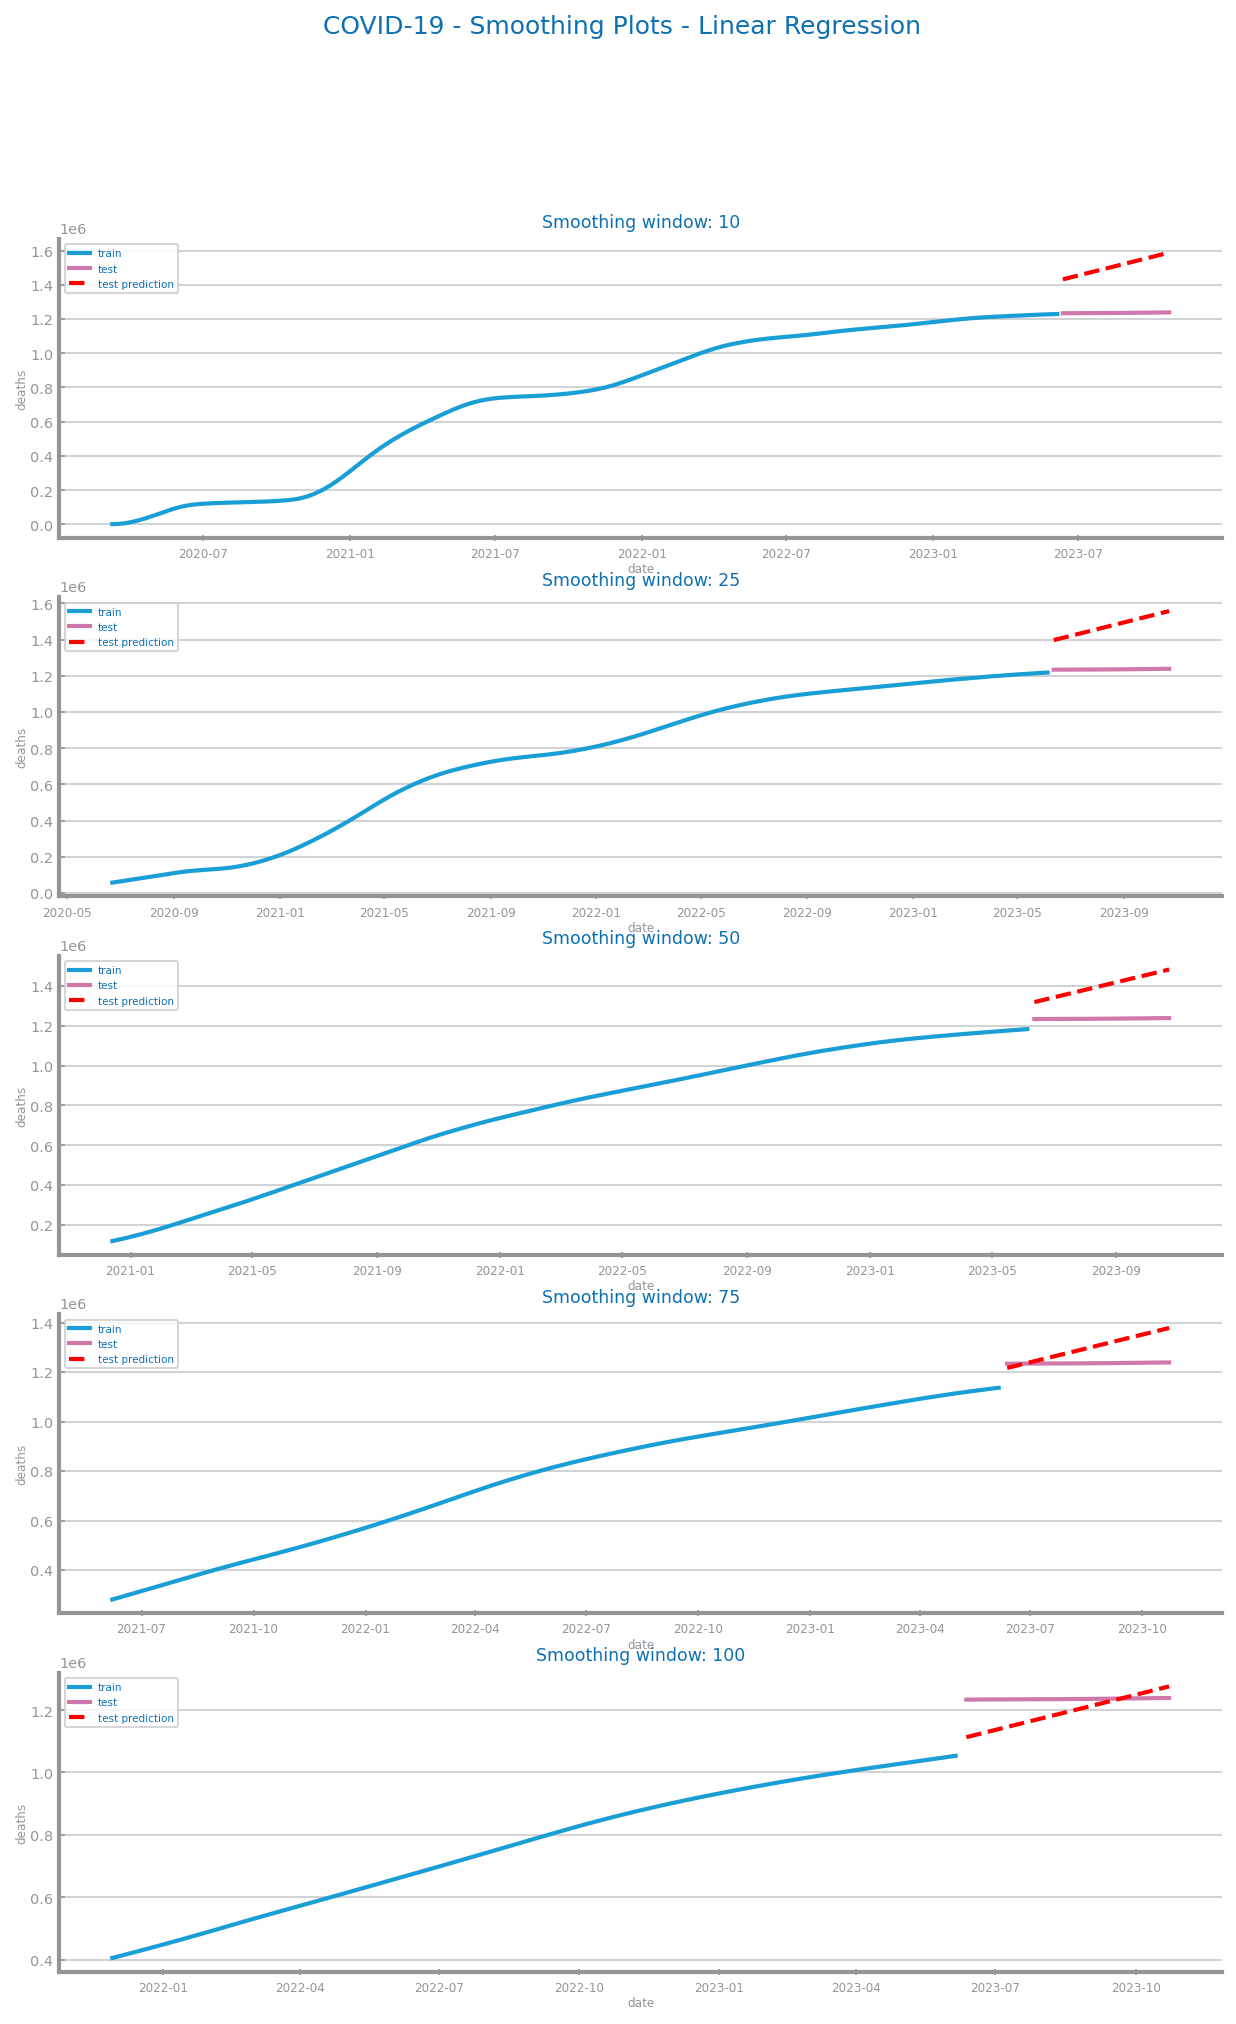 COVID-19 - Smoothing Plots - Linear Regression
Smoothing window: 10
1e6
train
test
test prediction
1.6
1.4
1.2
1.0
0.8
0.6
0.4
0.2
0.0
deaths
2020-07 2021-01 2021-07 2022-01 2022-07 2023-01 2023-07
date
Smoothing window: 25
1e6
train
test
test prediction
1.6
1.4
1.2
1.0
0.8
0.6
0.4
0.2
0.0
deaths
2020-05 2020-09 2021-01 2021-05 2021-09 2022-01 2022-05 2022-09 2023-01 2023-05 2023-09
date
Smoothing window: 50
1e6
train
test
test prediction
1.4
1.2
1.0
0.8
0.6
0.4
0.2
deaths
2021-01 2021-05 2021-09 2022-01 2022-05 2022-09 2023-01 2023-05 2023-09
date
Smoothing window: 75
1e6
train
test
test prediction
1.4
1.2
1.0
0.8
0.6
0.4
deaths
2021-07 2021-10 2022-01 2022-04 2022-07 2022-10 2023-01 2023-04 2023-07 2023-10
date
Smoothing window: 100
1e6
train
test
test prediction
1.2
1.0
0.8
0.6
0.4
deaths
2022-01 2022-04 2022-07 2022-10 2023-01 2023-04 2023-07 2023-10
date